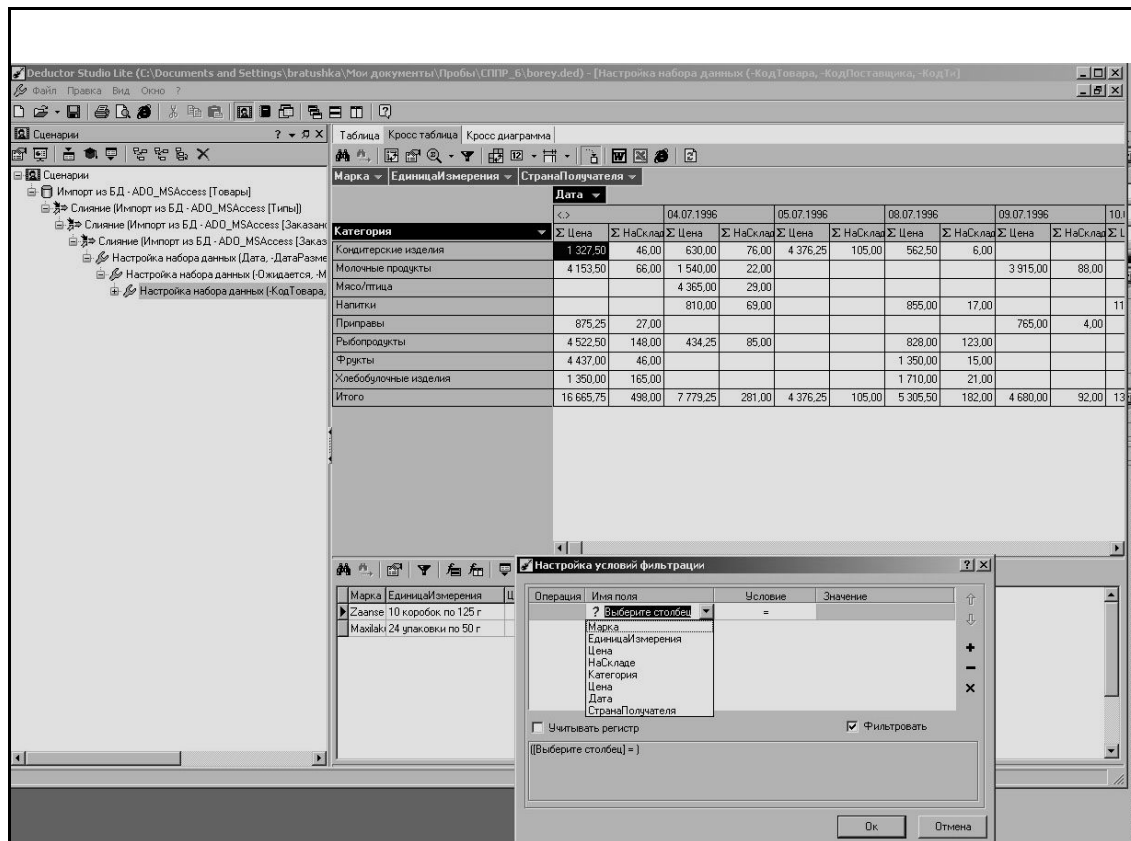 Deductor Studio Lite (C:\Documents and Settings\bratushka\Мои документы\Пробы\СППР_6\borey.ded) - [Настройка набора данных (-КодТовара, -КодПоставщика, -КодТи]
Файл Правка Вид Окно ?
Сценарии
Таблица Кросс таблица Кросс диаграмма
Сценарии
Импорт из БД - ADO_MSAccess [Товары]
Слияние (Импорт из БД - ADO_MSAccess [Типы])
Слияние (Импорт из БД - ADO_MSAccess [Заказан
Слияние (Импорт из БД - ADO_MSAccess [Заказ
Настройка набора данных (Дата, -ДатаРазме
Настройка набора данных (-Ожидается, -М
Настройка набора данных (-КодТовара,
Марка ЕдиницаИзмерения СтранаПолучателя
Дата
<.> 04.07.1996 05.07.1996 08.07.1996 09.07.1996 10.
Категория Σ Цена Σ НаСклад Σ Цена Σ НаСклад Σ Цена Σ НаСклад Σ Цена Σ НаСклад Σ Цена Σ НаСклад Σ
Кондитерские изделия 1 327,50 46,00 630,00 76,00 4 376,25 105,00 562,50 6,00
Молочные продукты 4 153,50 66,00 1 540,00 22,00 3 915,00 88,00
Мясо/птица 4 365,00 29,00
Напитки 810,00 69,00 855,00 17,00 11
Приправы 875,25 27,00 765,00 4,00
Рыбопродукты 4 522,50 148,00 434,25 85,00 828,00 123,00
Фрукты 4 437,00 46,00 1 350,00 15,00
Хлебобулочные изделия 1 350,00 165,00 1 710,00 21,00
Итого 16 665,75 498,00 7 779,25 281,00 4 376,25 105,00 5 305,50 182,00 4 680,00 92,00 13
Марка ЕдиницаИзмерения Ц
Zaanse 10 коробок по 125 г
Maxilak 24 упаковки по 50 г
Настройка условий фильтрации
Операция Имя поля Условие Значение
? Выберите столбец =
Марка
ЕдиницаИзмерения
Цена
НаСкладе
Категория
Цена
Дата
СтранаПолучателя
Учитывать регистр Фильтровать
([Выберите столбец] = )
Ок Отмена